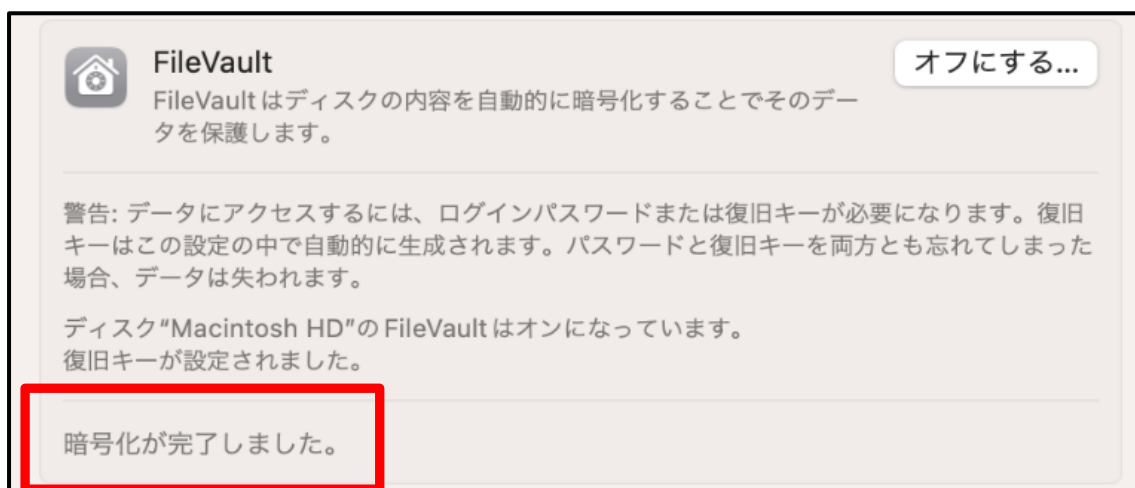 FileVault
オフにする...
FileVaultはディスクの内容を自動的に暗号化することでそのデー
タを保護します。
警告: データにアクセスするには、ログインパスワードまたは復旧キーが必要になります。復旧
キーはこの設定の中で自動的に生成されます。パスワードと復旧キーを両方とも忘れてしまった
場合、データは失われます。
ディスク“Macintosh HD”のFileVaultはオンになっています。
復旧キーが設定されました。
暗号化が完了しました。